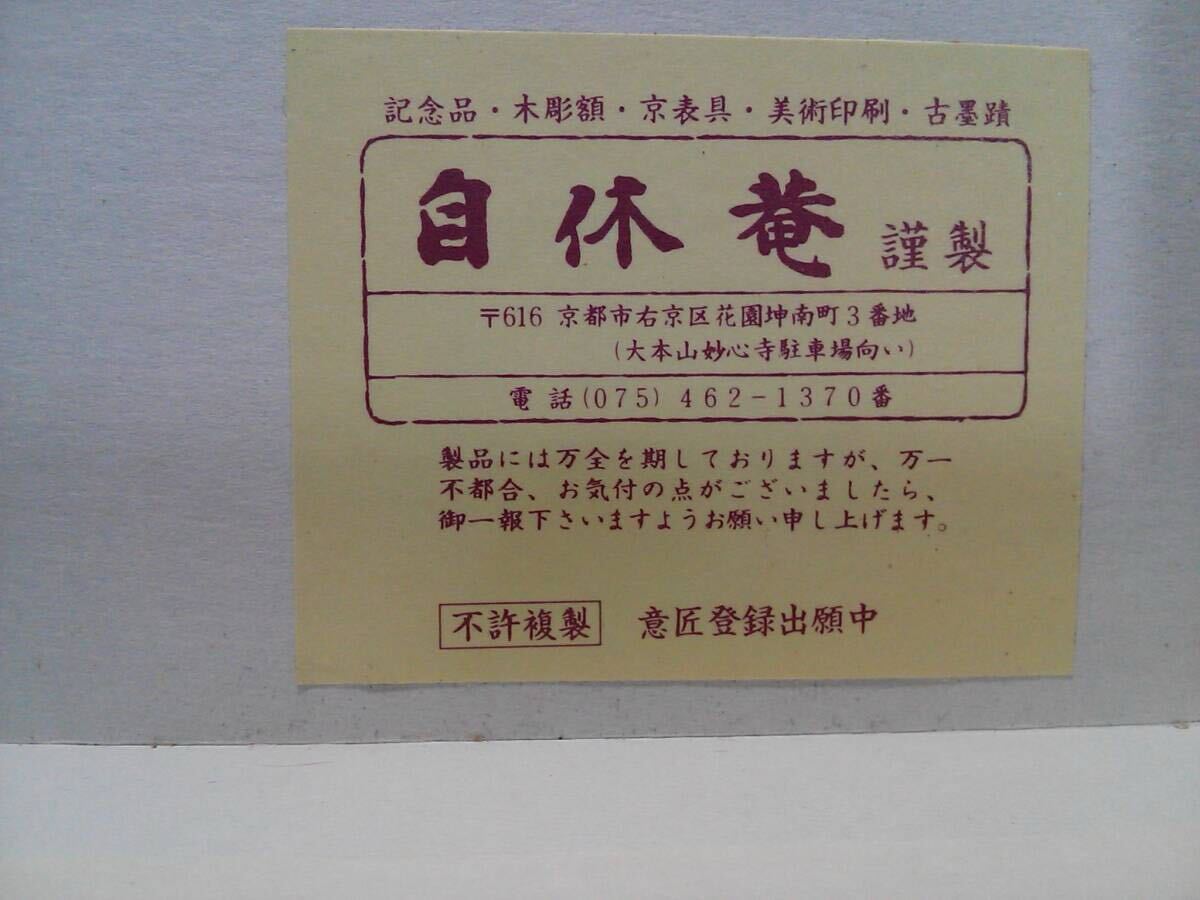 記念品・木彫額・京表具・美術印刷・古墨蹟
自休菴 謹製
〒616 京都市右京区花園坤南町3番地
(大本山妙心寺駐車場向い)
電話(075)462-1370番
製品には万全を期しておりますが、万一
不都合、お気付の点がございましたら、
御一報下さいますようお願い申し上げます。
不許複製 意匠登録出願中